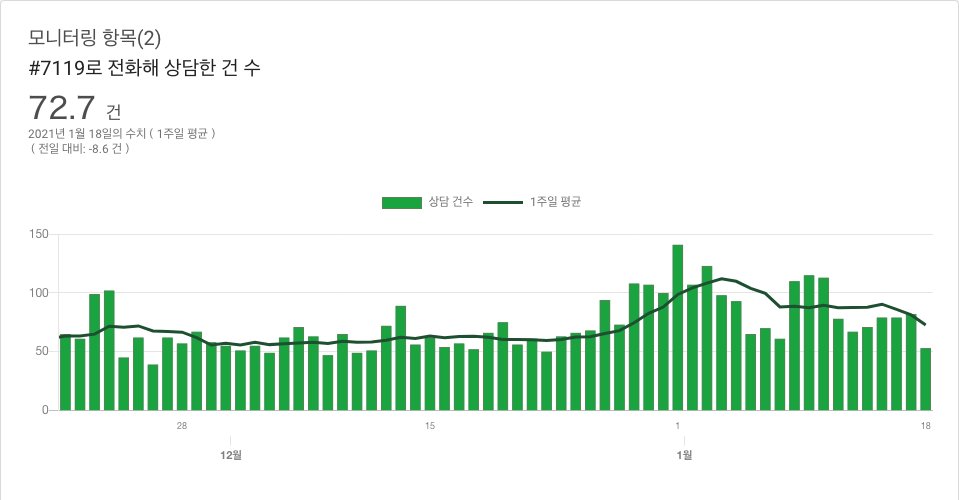 모니터링 항목(2)
#7119로 전화해 상담한 건 수
72.7 건
2021년 1월 18일의 수치 ( 1주일 평균 )
( 전일 대비: -8.6 건 )
상담 건수 1주일 평균
150
100
50
0
28 15 1 18
12월 1월